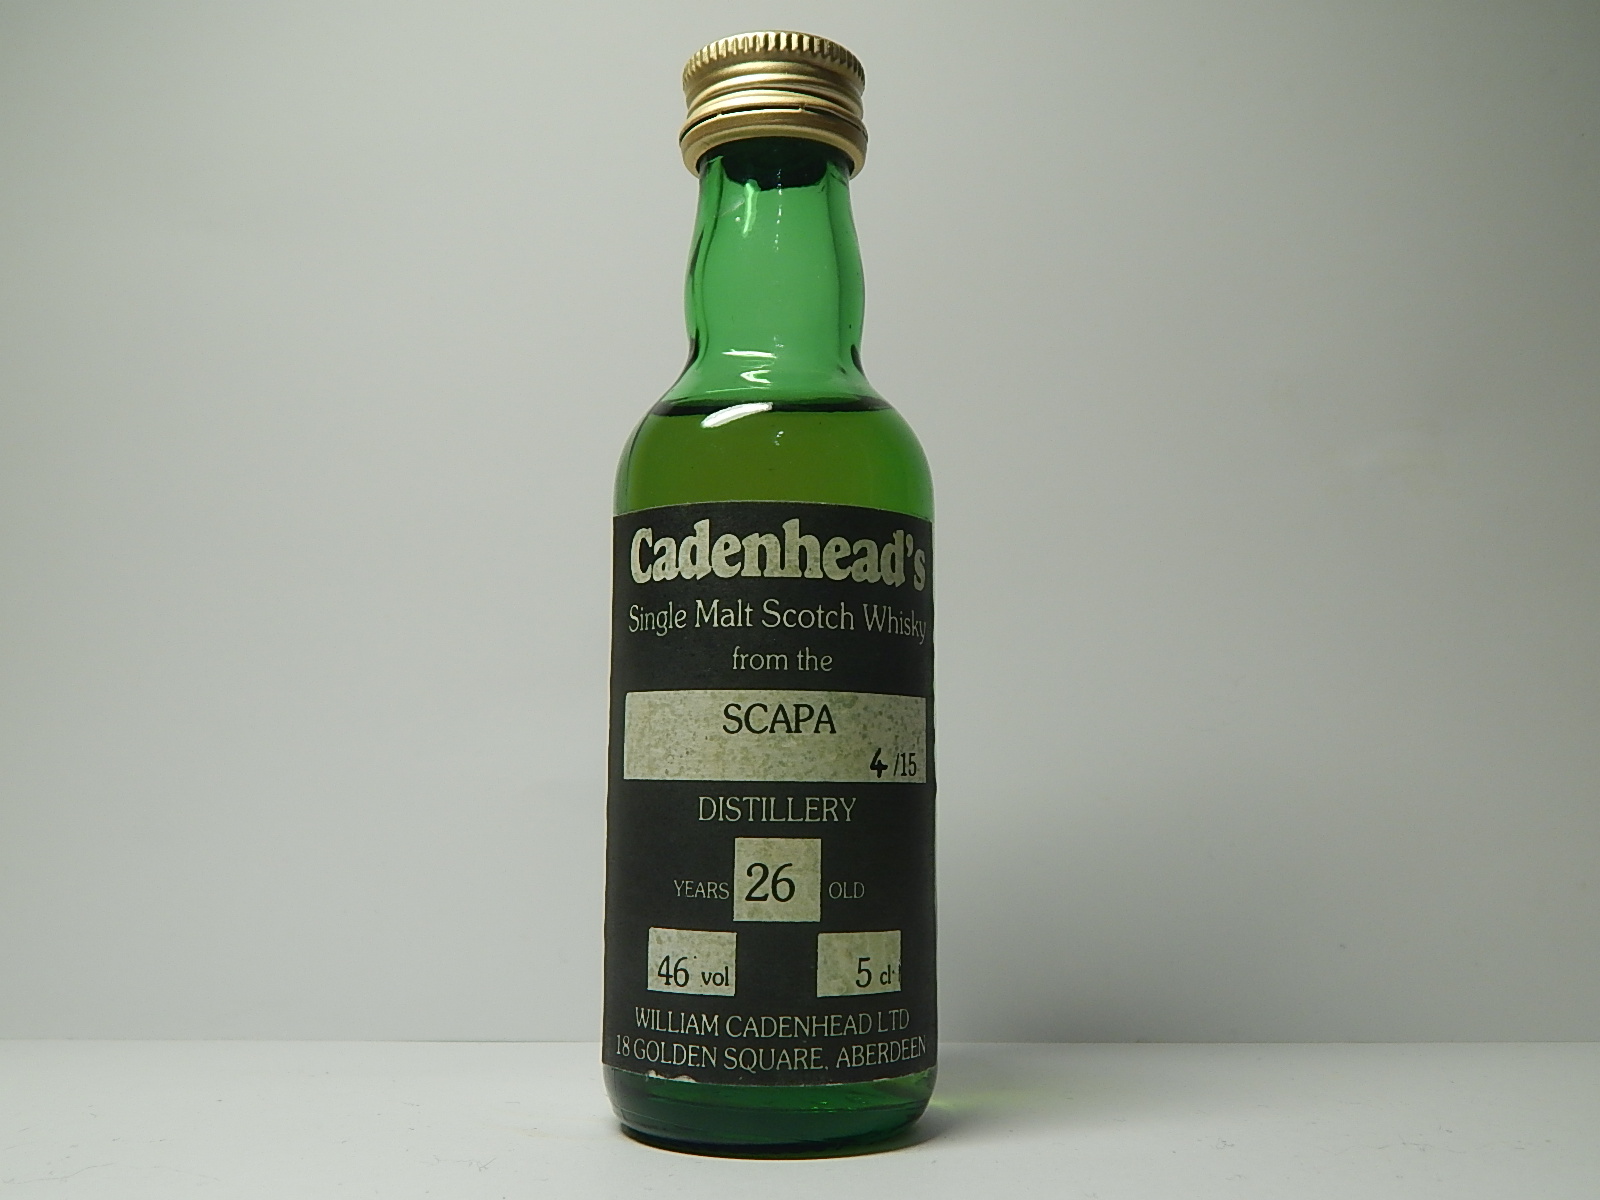 Cadenhead's
Single Malt Scotch Whisky
from the
SCAPA
4 /15
DISTILLERY
YEARS 26 OLD
46 vol 5 cl
WILLIAM CADENHEAD LTD
18 GOLDEN SQUARE, ABERDEEN